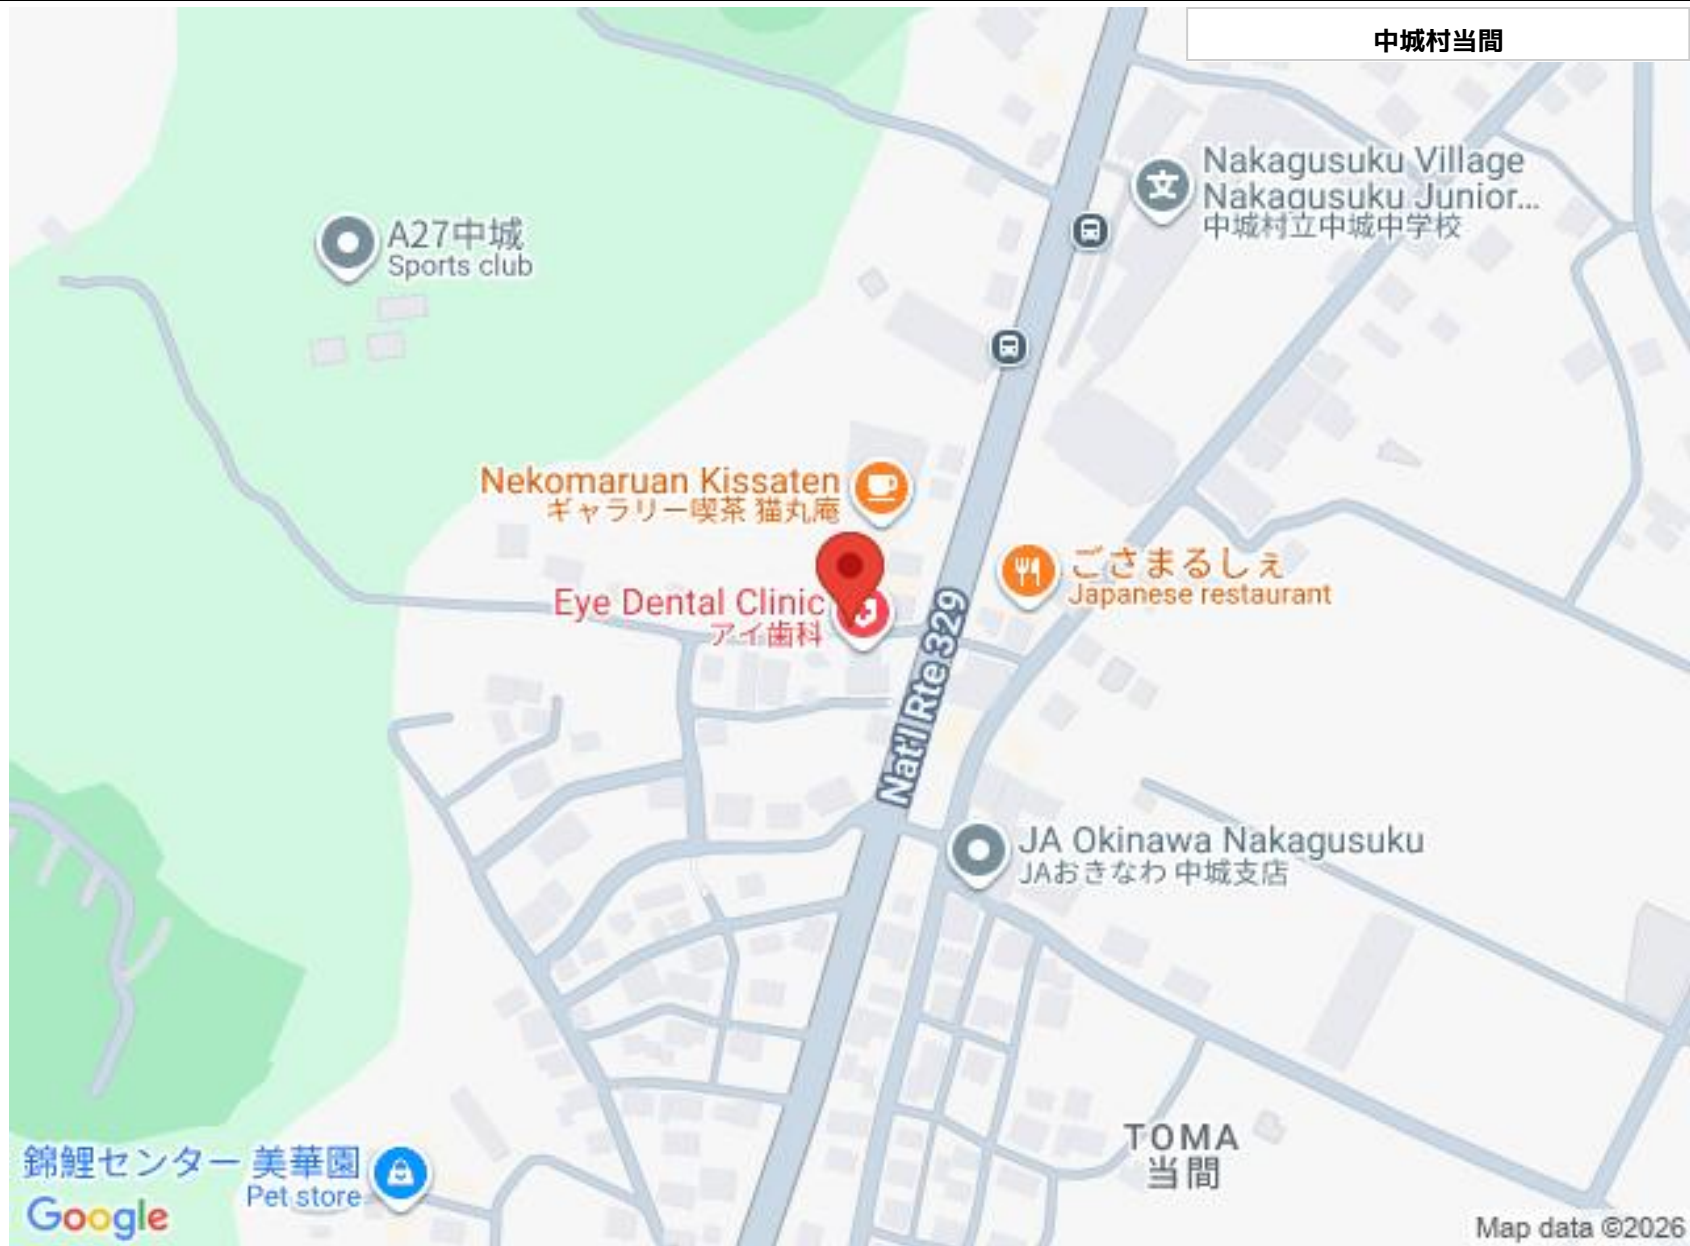 中城村当間
Nakagusuku Village
Nakagusuku Junior...
中城村立中城中学校
A27中城
Sports club
Nekomaruan Kissaten
ギャラリー喫茶 猫丸庵
ごさまるしぇ
Japanese restaurant
Eye Dental Clinic
アイ歯科
Nat'l Rte 329
JA Okinawa Nakagusuku
JAおきなわ 中城支店
TOMA
当間
錦鯉センター 美華園
Pet store
Google
Map data ©2026